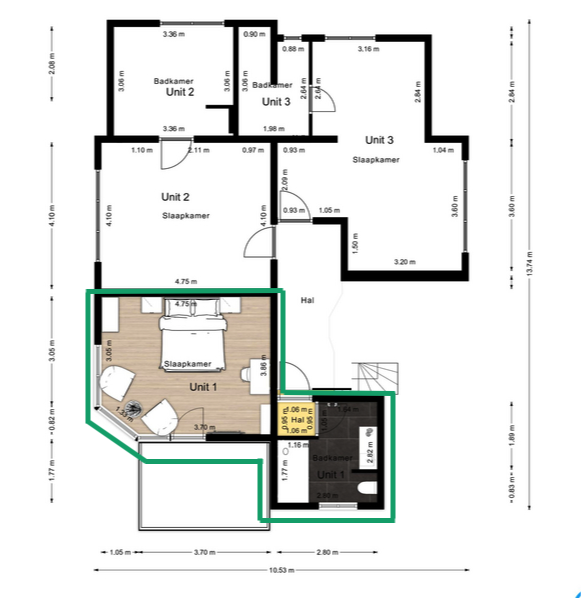 3.36 m
0.90 m
0.88 m
3.16 m
2.08 m
3.06 m
Badkamer
Unit 2
3.06 m
3.06 m
Badkamer
Unit 3
2.64 m
2.64 m
2.84 m
2.84 m
3.36 m
1.98 m
Unit 3
Slaapkamer
1.10 m
2.11 m
0.97 m
0.93 m
1,04 m
2.09 m
Unit 2
Slaapkamer
4.10 m
4.10 m
4.10 m
0.93 m
1.05 m
3.60 m
3.60 m
1.50 m
3.20 m
13.74 m
4.75 m
Hal
4.75 m
3.05 m
3.05 m
Slaapkamer
3.86 m
Unit 1
1.33 m
3.70 m
0.82 m
1.06 m
0.95 m
Hal
0.95 m
1.06 m
1.89 m
1.16 m
Badkamer
2.82 m
1.77 m
1.77 m
Unit 1
0.83 m
2.80 m
1.05 m
3.70 m
2.80 m
10.53 m